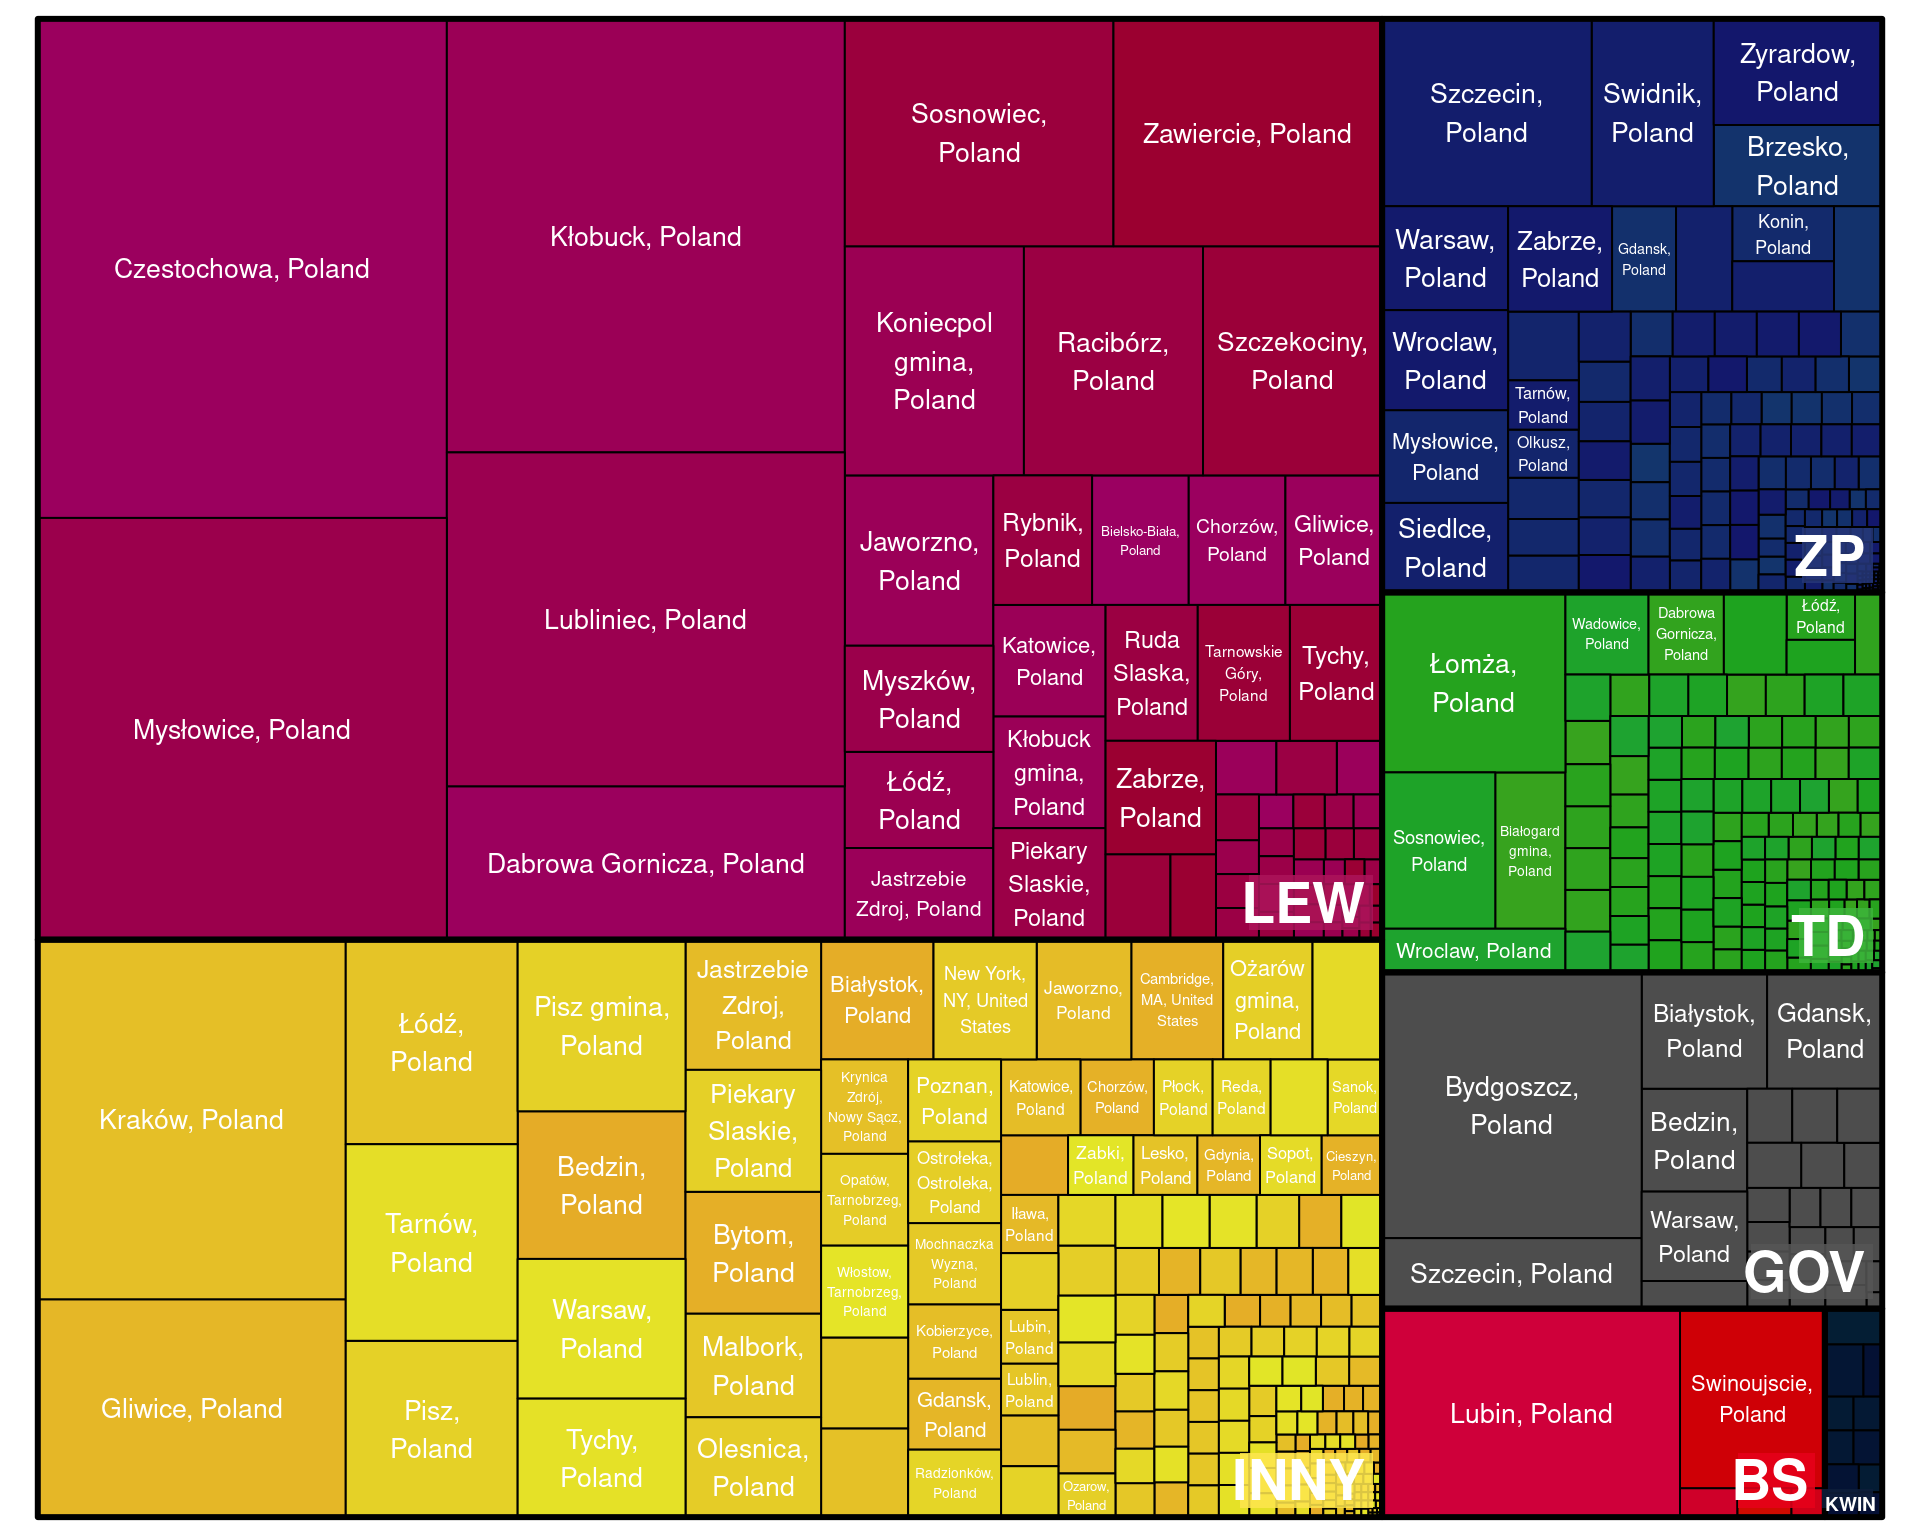 Czestochowa, Poland
Mysłowice, Poland
Kłobuck, Poland
Lubliniec, Poland
Dabrowa Gornicza, Poland
Sosnowiec,
Poland
Zawiercie, Poland
Koniecpol
gmina,
Poland
Racibórz,
Poland
Szczekociny,
Poland
Jaworzno,
Poland
Myszków,
Poland
Łódź,
Poland
Jastrzebie
Zdroj, Poland
Rybnik,
Poland
Bielsko-Biała,
Poland
Chorzów,
Poland
Gliwice,
Poland
Katowice,
Poland
Kłobuck
gmina,
Poland
Piekary
Slaskie,
Poland
Ruda
Slaska,
Poland
Tarnowskie
Góry,
Poland
Tychy,
Poland
Zabrze,
Poland
LEW
Szczecin,
Poland
Swidnik,
Poland
Zyrardow,
Poland
Brzesko,
Poland
Warsaw,
Poland
Zabrze,
Poland
Gdansk,
Poland
Konin,
Poland
Wroclaw,
Poland
Tarnów,
Poland
Olkusz,
Poland
Mysłowice,
Poland
Siedlce,
Poland
ZP
Łomża,
Poland
Wadowice,
Poland
Dabrowa
Gornicza,
Poland
Łódź,
Poland
Sosnowiec,
Poland
Białogard
gmina,
Poland
Wroclaw, Poland
TD
Bydgoszcz,
Poland
Szczecin, Poland
Białystok,
Poland
Gdansk,
Poland
Bedzin,
Poland
Warsaw,
Poland
GOV
Lubin, Poland
Swinoujscie,
Poland
BS
KWIN
Kraków, Poland
Gliwice, Poland
Łódź,
Poland
Tarnów,
Poland
Pisz,
Poland
Pisz gmina,
Poland
Bedzin,
Poland
Warsaw,
Poland
Tychy,
Poland
Jastrzebie
Zdroj,
Poland
Piekary
Slaskie,
Poland
Bytom,
Poland
Malbork,
Poland
Olesnica,
Poland
Białystok,
Poland
New York,
NY, United
States
Jaworzno,
Poland
Cambridge,
MA, United
States
Ożarów
gmina,
Poland
Krynica
Zdrój,
Nowy Sącz,
Poland
Opatów,
Tarnobrzeg,
Poland
Włostow,
Tarnobrzeg,
Poland
Poznan,
Poland
Ostrołeka,
Ostroleka,
Poland
Mochnaczka
Wyzna,
Poland
Kobierzyce,
Poland
Gdansk,
Poland
Radzionków,
Poland
Katowice,
Poland
Chorzów,
Poland
Płock,
Poland
Reda,
Poland
Sanok,
Poland
Zabki,
Poland
Lesko,
Poland
Gdynia,
Poland
Sopot,
Poland
Cieszyn,
Poland
Iława,
Poland
Lubin,
Poland
Lublin,
Poland
Ozarow,
Poland
INNY